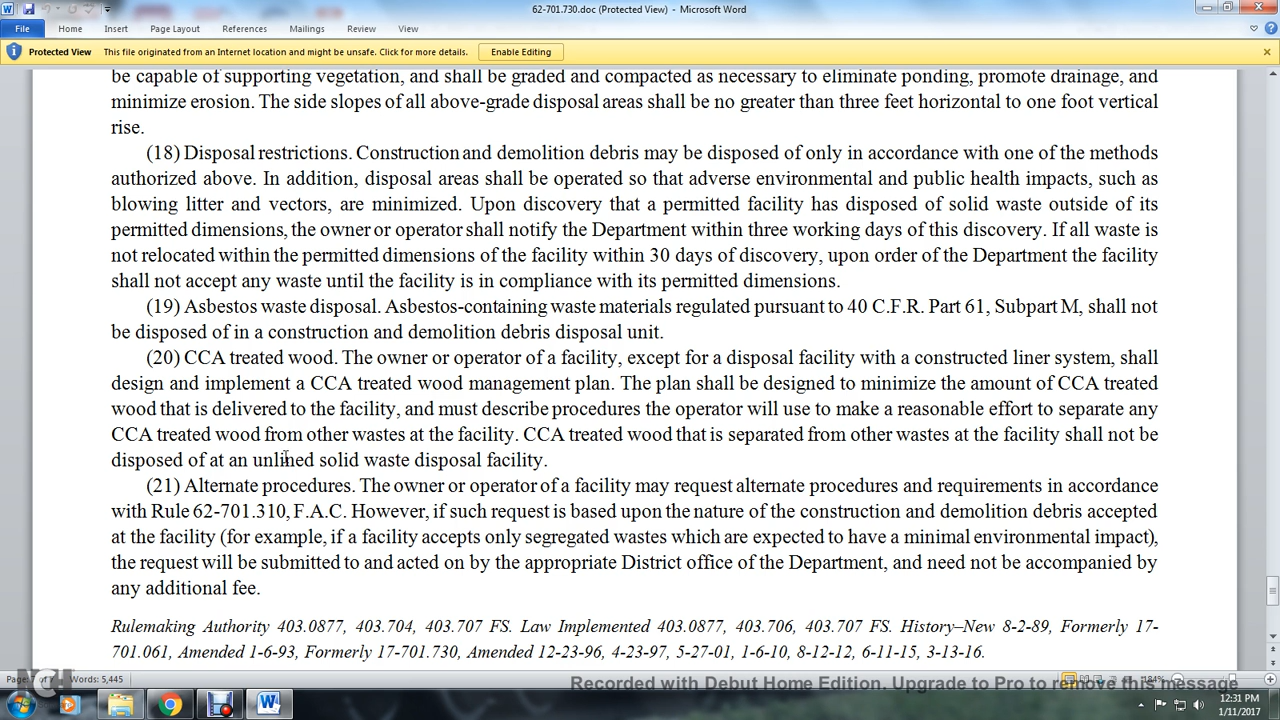 62-701.730.doc (Protected View) - Microsoft Word
File Home Insert Page Layout References Mailings Review View
Protected View This file originated from an Internet location and might be unsafe. Click for more details. Enable Editing
be capable of supporting vegetation, and shall be graded and compacted as necessary to eliminate ponding, promote drainage, and
minimize erosion. The side slopes of all above-grade disposal areas shall be no greater than three feet horizontal to one foot vertical
rise.
(18) Disposal restrictions. Construction and demolition debris may be disposed of only in accordance with one of the methods
authorized above. In addition, disposal areas shall be operated so that adverse environmental and public health impacts, such as
blowing litter and vectors, are minimized. Upon discovery that a permitted facility has disposed of solid waste outside of its
permitted dimensions, the owner or operator shall notify the Department within three working days of this discovery. If all waste is
not relocated within the permitted dimensions of the facility within 30 days of discovery, upon order of the Department the facility
shall not accept any waste until the facility is in compliance with its permitted dimensions.
(19) Asbestos waste disposal. Asbestos-containing waste materials regulated pursuant to 40 C.F.R. Part 61, Subpart M, shall not
be disposed of in a construction and demolition debris disposal unit.
(20) CCA treated wood. The owner or operator of a facility, except for a disposal facility with a constructed liner system, shall
design and implement a CCA treated wood management plan. The plan shall be designed to minimize the amount of CCA treated
wood that is delivered to the facility, and must describe procedures the operator will use to make a reasonable effort to separate any
CCA treated wood from other wastes at the facility. CCA treated wood that is separated from other wastes at the facility shall not be
disposed of at an unlined solid waste disposal facility.
(21) Alternate procedures. The owner or operator of a facility may request alternate procedures and requirements in accordance
with Rule 62-701.310, F.A.C. However, if such request is based upon the nature of the construction and demolition debris accepted
at the facility (for example, if a facility accepts only segregated wastes which are expected to have a minimal environmental impact),
the request will be submitted to and acted on by the appropriate District office of the Department, and need not be accompanied by
any additional fee.
Rulemaking Authority 403.0877, 403.704, 403.707 FS. Law Implemented 403.0877, 403.706, 403.707 FS. History–New 8-2-89, Formerly 17-
701.061, Amended 1-6-93, Formerly 17-701.730, Amended 12-23-96, 4-23-97, 5-27-01, 1-6-10, 8-12-12, 6-11-15, 3-13-16.
Words: 5,445
Recorded with Debut Home Edition. Upgrade to Pro to remove this message
12:31 PM
1/11/2017